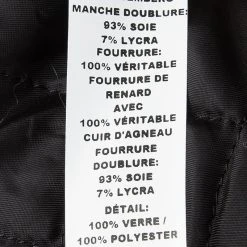 MANCHE DOUBLURE:
93% SOIE
7% LYCRA
FOURRURE:
100% VÉRITABLE
FOURRURE DE
RENARD
AVEC
100% VÉRITABLE
CUIR D'AGNEAU
FOURRURE
DOUBLURE:
93% SOIE
7% LYCRA
DÉTAIL:
100% VERRE /
100% POLYESTER